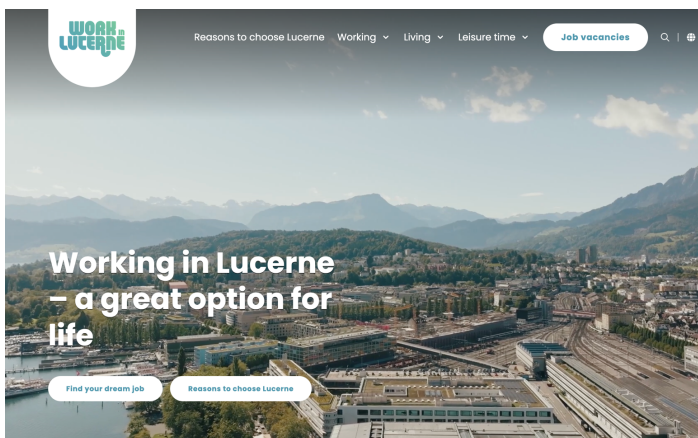 WORK in
LUCERNE
Reasons to choose Lucerne Working Living Leisure time Job vacancies
Working in Lucerne
– a great option for
life
Find your dream job Reasons to choose Lucerne